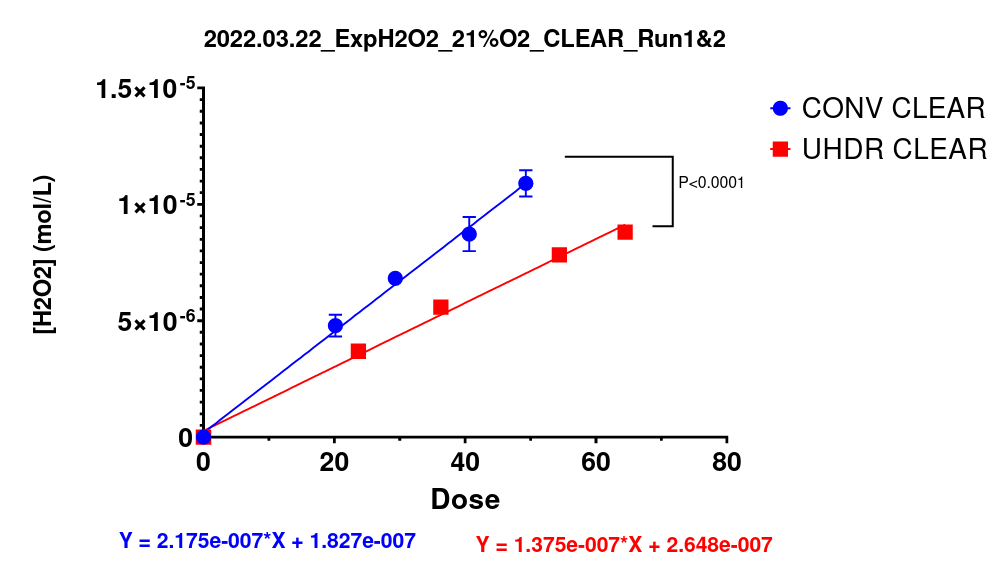 2022.03.22_ExpH2O2_21%O2_CLEAR_Run1&2
CONV CLEAR
UHDR CLEAR
P<0.0001
[H2O2] (mol/L)
1.5×10⁻⁵
1×10⁻⁵
5×10⁻⁶
0
0 20 40 60 80
Dose
Y = 2.175e-007*X + 1.827e-007
Y = 1.375e-007*X + 2.648e-007